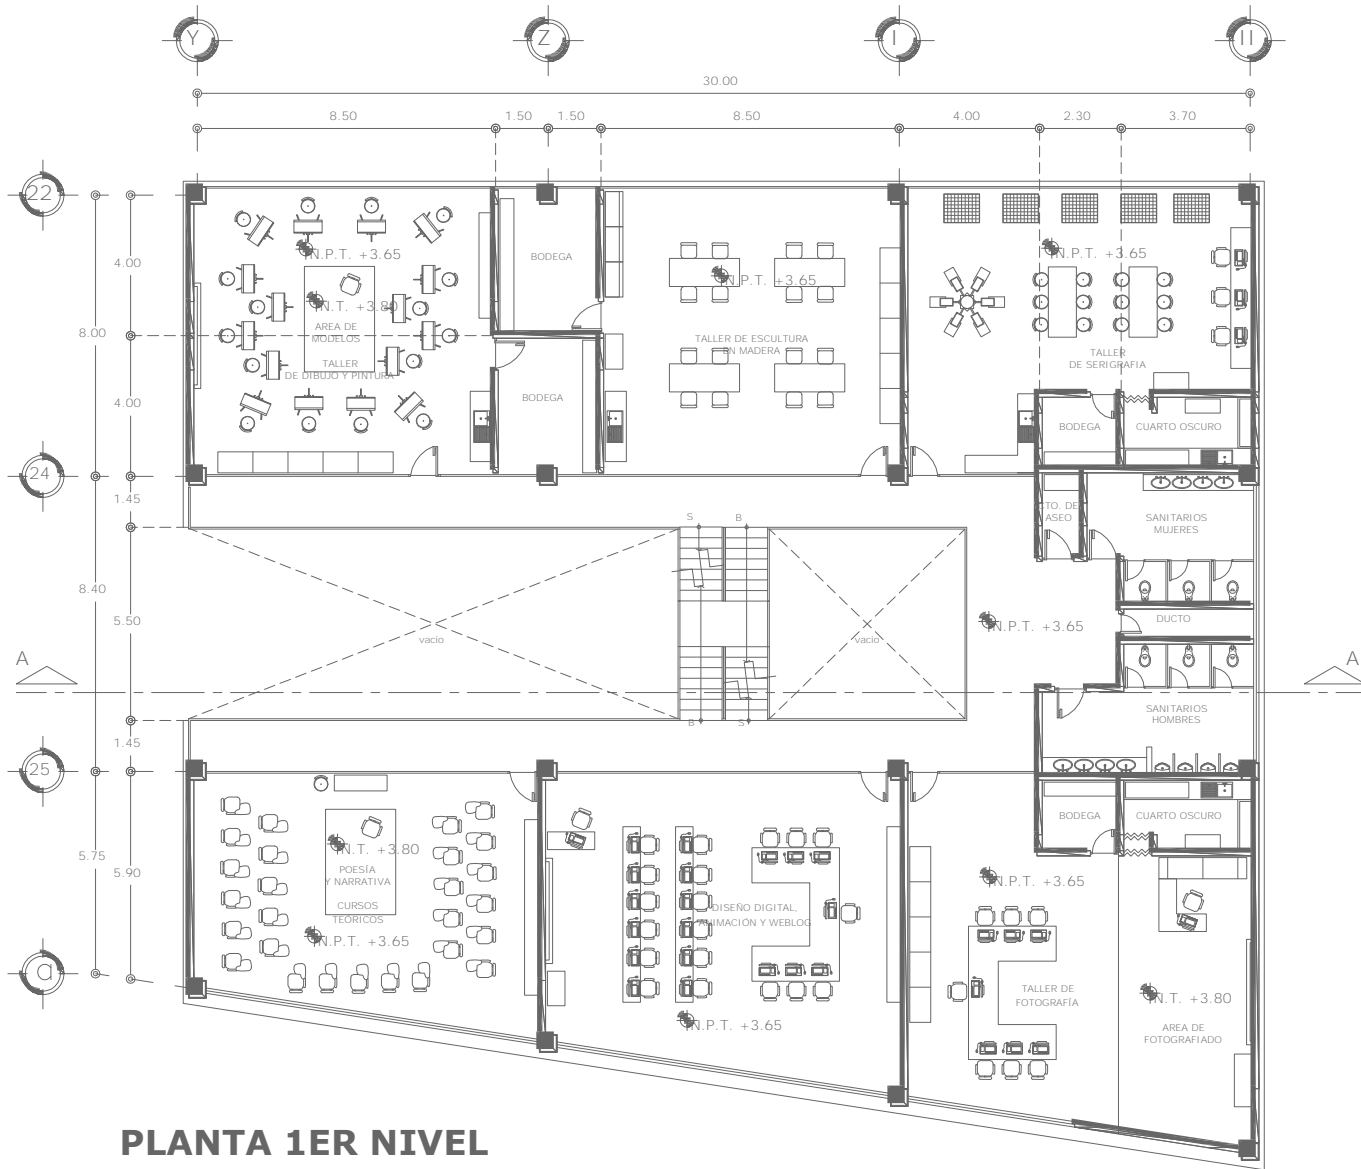 Y
Z
I
II
30.00
8.50
1.50
1.50
8.50
4.00
2.30
3.70
22
24
25
a
4.00
8.00
4.00
1.45
8.40
5.50
1.45
5.75
5.90
A
A
N.P.T. +3.65
N.T. +3.80
AREA DE
MODELOS
TALLER
DE DIBUJO Y PINTURA
BODEGA
BODEGA
N.P.T. +3.65
TALLER DE ESCULTURA
EN MADERA
N.P.T. +3.65
TALLER
DE SERIGRAFIA
BODEGA
CUARTO OSCURO
CTO. DE
ASEO
SANITARIOS
MUJERES
DUCTO
SANITARIOS
HOMBRES
S
B
B
S
vacio
vacio
N.P.T. +3.65
N.T. +3.80
POESÍA
Y NARRATIVA
CURSOS
TEÓRICOS
N.P.T. +3.65
DISEÑO DIGITAL,
ANIMACIÓN Y WEBLOG
N.P.T. +3.65
BODEGA
CUARTO OSCURO
N.P.T. +3.65
TALLER DE
FOTOGRAFÍA
N.T. +3.80
AREA DE
FOTOGRAFIADO
PLANTA 1ER NIVEL